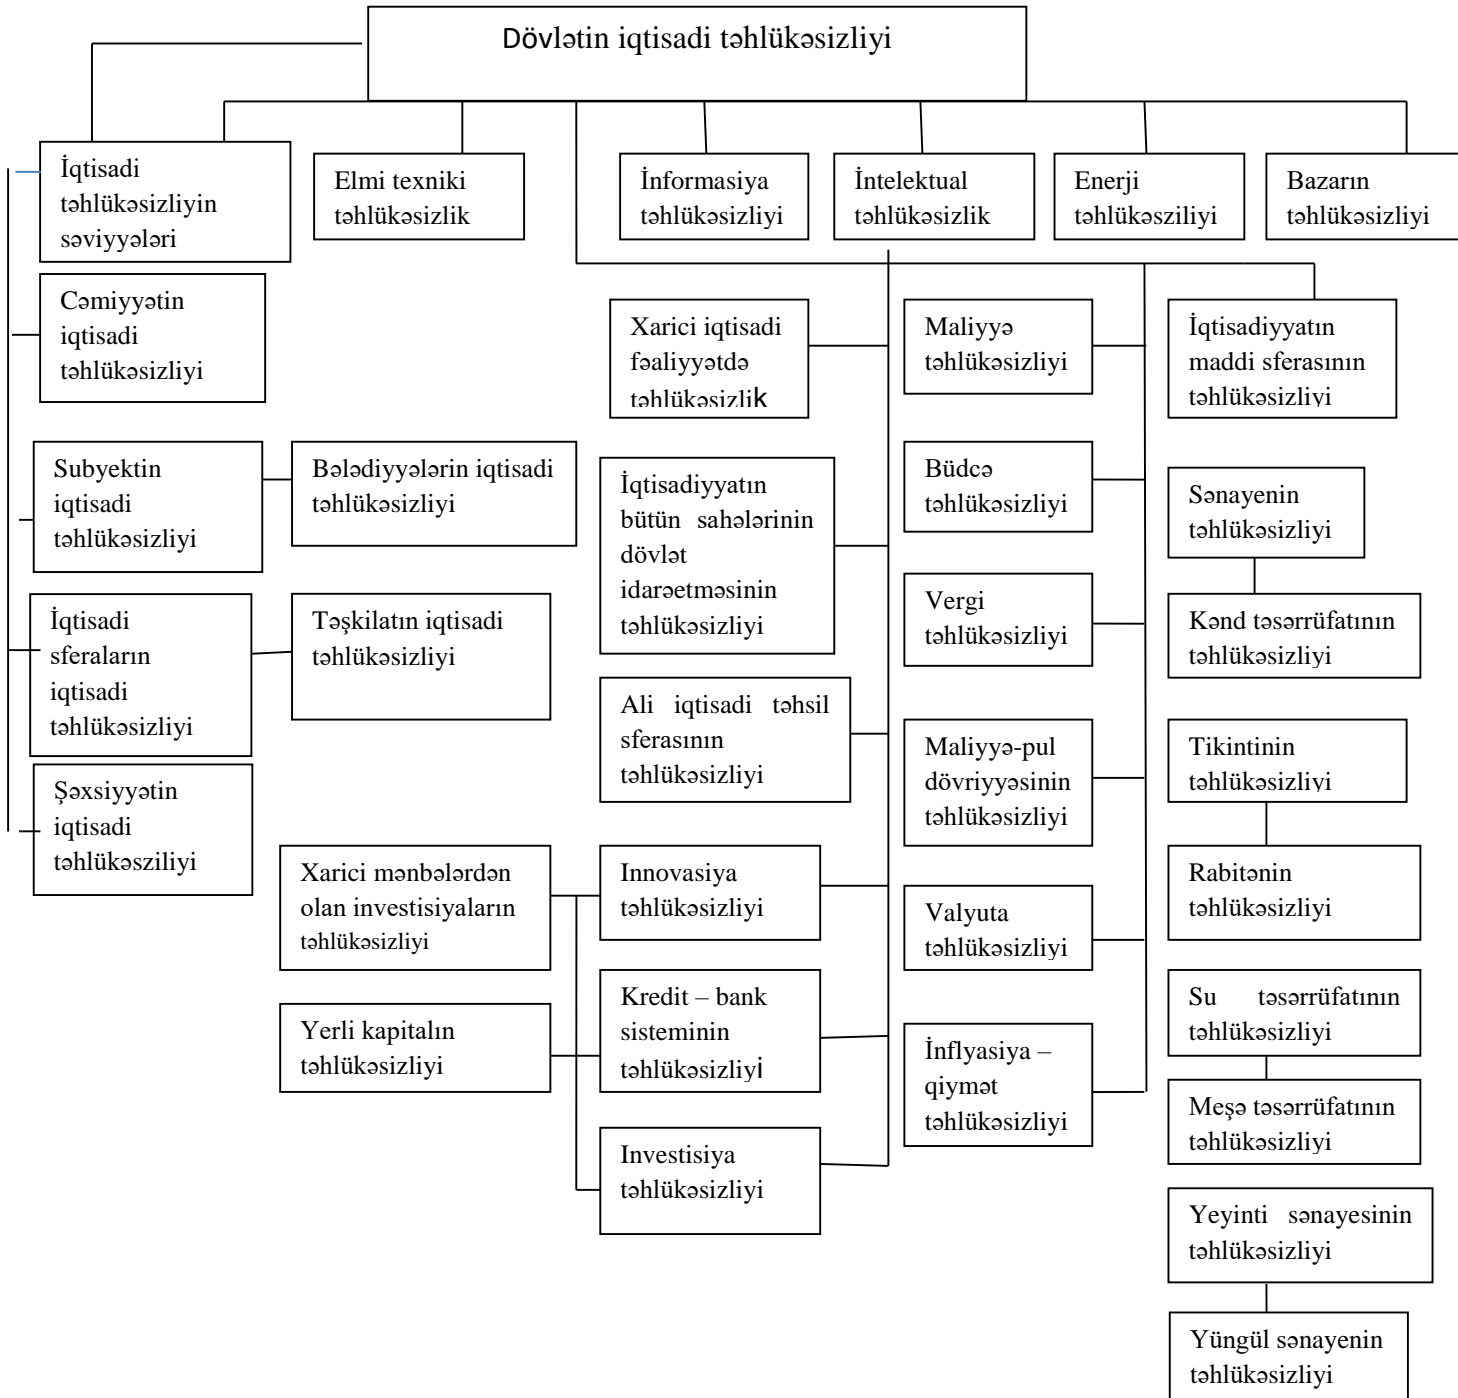 Dövlətin iqtisadi təhlükəsizliyi
İqtisadi
təhlükəsizliyin
səviyyələri
Elmi texniki
təhlükəsizlik
İnformasiya
təhlükəsizliyi
İntelektual
təhlükəsizlik
Enerji
təhlükəsziliyi
Bazarın
təhlükəsizliyi
Cəmiyyətin
iqtisadi
təhlükəsizliyi
Xarici iqtisadi
fəaliyyətdə
təhlükəsizlik
Maliyyə
təhlükəsizliyi
İqtisadiyyatın
maddi sferasının
təhlükəsizliyi
Subyektin
iqtisadi
təhlükəsizliyi
Bələdiyyələrin iqtisadi
təhlükəsizliyi
İqtisadiyyatın
bütün sahələrinin
dövlət
idarəetməsinin
təhlükəsizliyi
Büdcə
təhlükəsizliyi
Sənayenin
təhlükəsizliyi
İqtisadi
sferaların
iqtisadi
təhlükəsizliyi
Təşkilatın iqtisadi
təhlükəsizliyi
Vergi
təhlükəsizliyi
Kənd təsərrüfatının
təhlükəsizliyi
Ali iqtisadi təhsil
sferasının
təhlükəsizliyi
Maliyyə-pul
dövriyyəsinin
təhlükəsizliyi
Tikintinin
təhlükəsizliyi
Şəxsiyyətin
iqtisadi
təhlükəsziliyi
Xarici mənbələrdən
olan investisiyaların
təhlükəsizliyi
Innovasiya
təhlükəsizliyi
Valyuta
təhlükəsizliyi
Rabitənin
təhlükəsizliyi
Yerli kapitalın
təhlükəsizliyi
Kredit – bank
sisteminin
təhlükəsizliyi
İnflyasiya –
qiymət
təhlükəsizliyi
Su təsərrüfatının
təhlükəsizliyi
Meşə təsərrüfatının
təhlükəsizliyi
Investisiya
təhlükəsizliyi
Yeyinti sənayesinin
təhlükəsizliyi
Yüngül sənayenin
təhlükəsizliyi